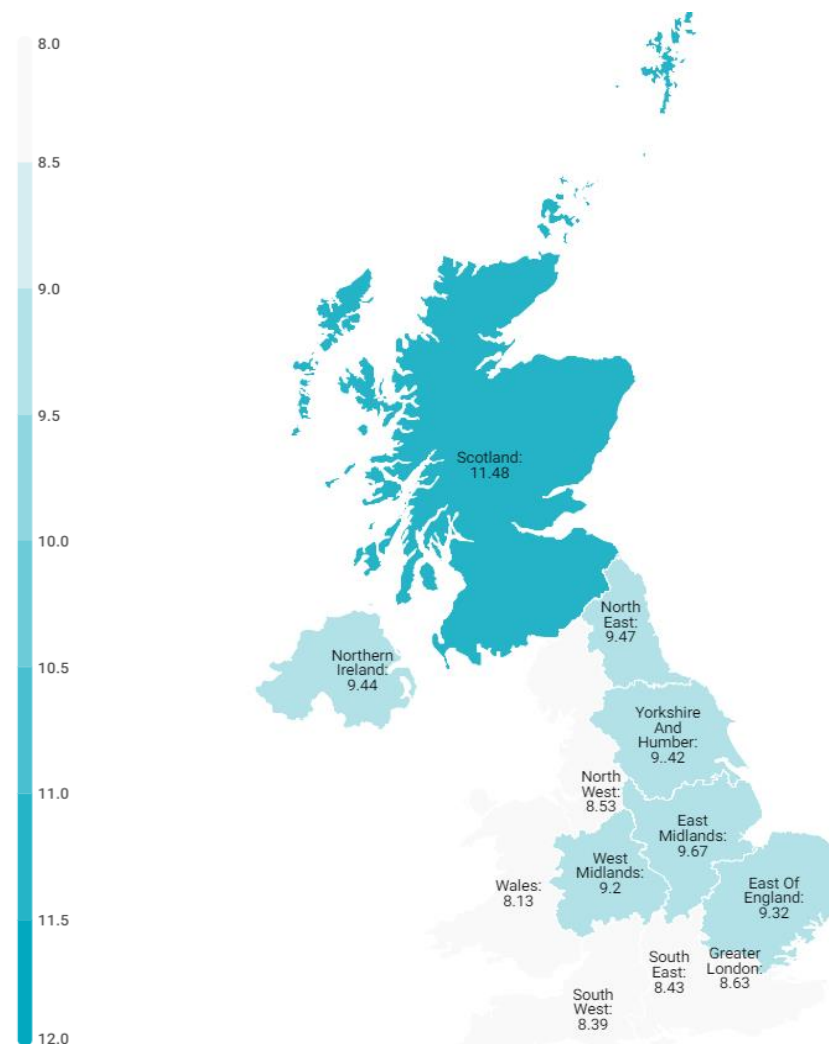 8.0
8.5
9.0
9.5
10.0
10.5
11.0
11.5
12.0
Scotland:
11.48
North
East:
9.47
Northern
Ireland:
9.44
Yorkshire
And
Humber:
9..42
North
West:
8.53
East
Midlands:
9.67
West
Midlands:
9.2
Wales:
8.13
East Of
England:
9.32
South
East:
8.43
Greater
London:
8.63
South
West:
8.39